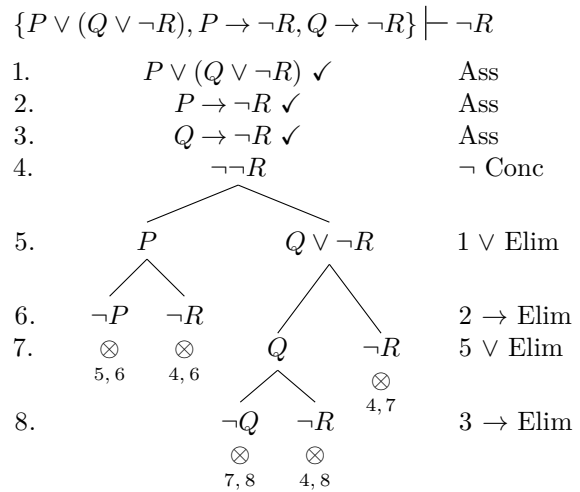 {P ∨ (Q ∨ ¬R), P → ¬R, Q → ¬R} ⊢ ¬R
1. P ∨ (Q ∨ ¬R) ✓ Ass
2. P → ¬R ✓ Ass
3. Q → ¬R ✓ Ass
4. ¬¬R ¬ Conc
5. P Q ∨ ¬R 1 ∨ Elim
6. ¬P ¬R 2 → Elim
7. ⊗ ⊗ Q ¬R 5 ∨ Elim
5, 6 4, 6 ⊗
4,7
8. ¬Q ¬R 3 → Elim
⊗ ⊗
7, 8 4, 8